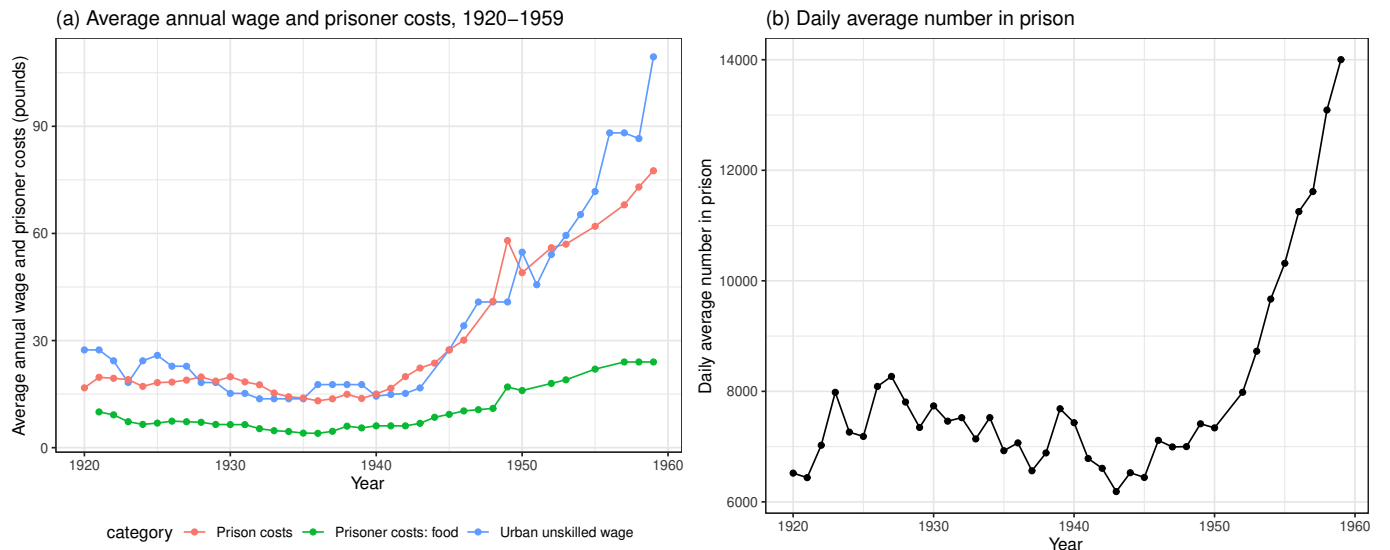 (a) Average annual wage and prisoner costs, 1920−1959
Average annual wage and prisoner costs (pounds)
90
60
30
0
1920
1930
1940
1950
1960
Year
category
Prison costs
Prisoner costs: food
Urban unskilled wage
(b) Daily average number in prison
Daily average number in prison
14000
12000
10000
8000
6000
1920
1930
1940
1950
1960
Year